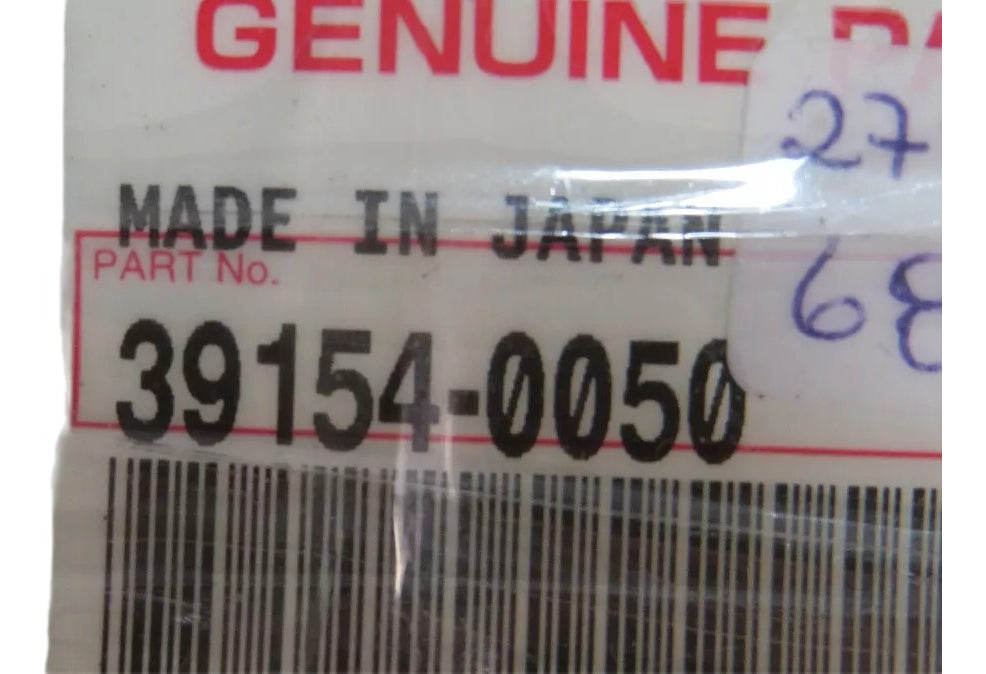 GENUINE
27
MADE IN JAPAN
PART No.
68
39154-0050